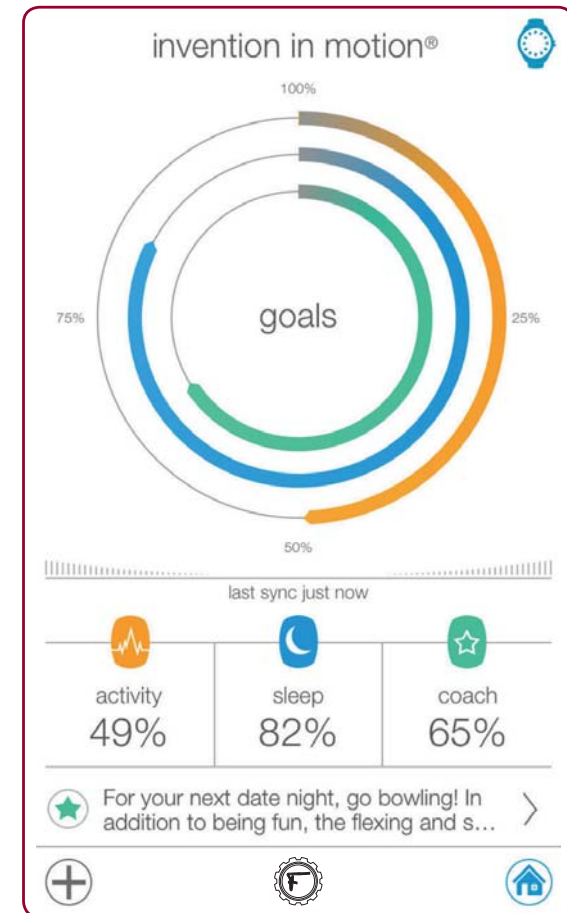 invention in motion®
100%
75%
goals
25%
50%
last sync just now
activity
sleep
coach
49%
82%
65%
For your next date night, go bowling! In
addition to being fun, the flexing and s...
F